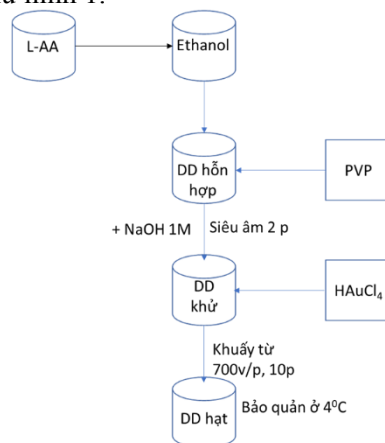 L-AA
Ethanol
DD hỗn
hợp
PVP
+ NaOH 1M
Siêu âm 2 p
DD
khử
HAuCl₄
Khuấy từ
700v/p, 10p
DD hạt
Bảo quản ở 4⁰C